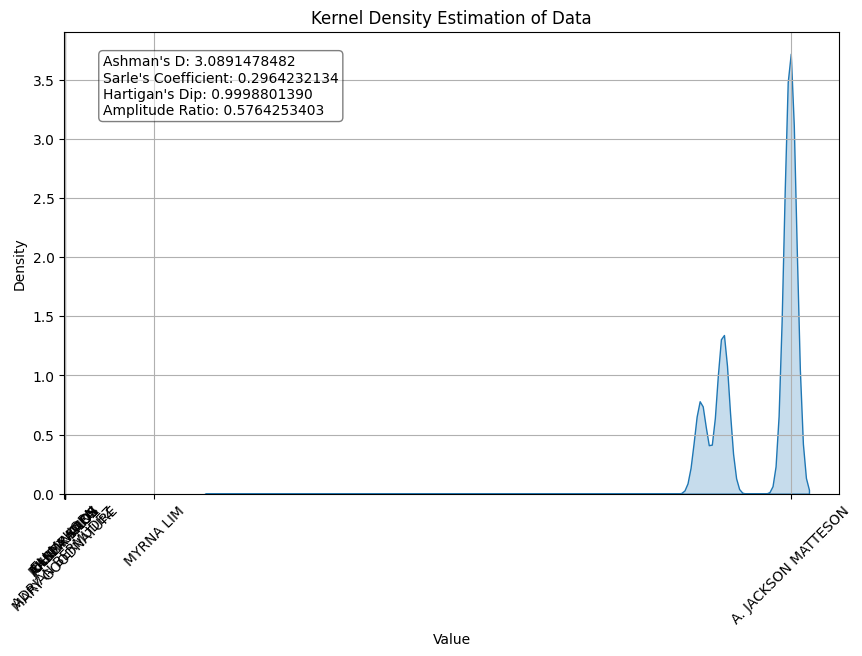 Kernel Density Estimation of Data
Ashman's D: 3.0891478482
Sarle's Coefficient: 0.2964232134
Hartigan's Dip: 0.9998801390
Amplitude Ratio: 0.5764253403
Density
3.5
3.0
2.5
2.0
1.5
1.0
0.5
0.0
MARY GOODNATURE
MYRNA LIM
A. JACKSON MATTESON
Value